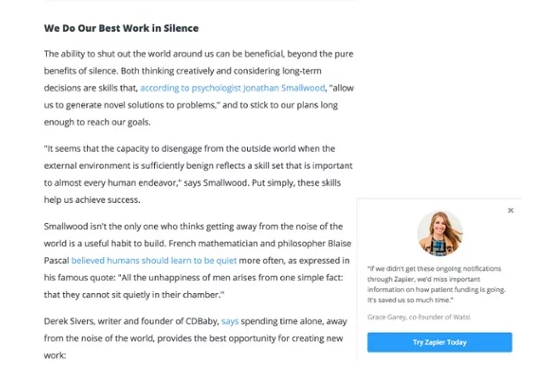 We Do Our Best Work in Silence
The ability to shut out the world around us can be beneficial, beyond the pure
benefits of silence. Both thinking creatively and considering long-term
decisions are skills that, according to psychologist Jonathan Smallwood, "allow
us to generate novel solutions to problems," and to stick to our plans long
enough to reach our goals.
"It seems that the capacity to disengage from the outside world when the
external environment is sufficiently benign reflects a skill set that is important
to almost every human endeavor," says Smallwood. Put simply, these skills
help us achieve success.
Smallwood isn't the only one who thinks getting away from the noise of the
world is a useful habit to build. French mathematician and philosopher Blaise
Pascal believed humans should learn to be quiet more often, as expressed in
his famous quote: "All the unhappiness of men arises from one simple fact:
that they cannot sit quietly in their chamber."
Derek Sivers, writer and founder of CDBaby, says spending time alone, away
from the noise of the world, provides the best opportunity for creating new
work:
"If we didn't get these ongoing notifications
through Zapier, we'd miss important
information on how patient funding is going.
It's saved us so much time."
Grace Garey, co-founder of Watsi
Try Zapier Today